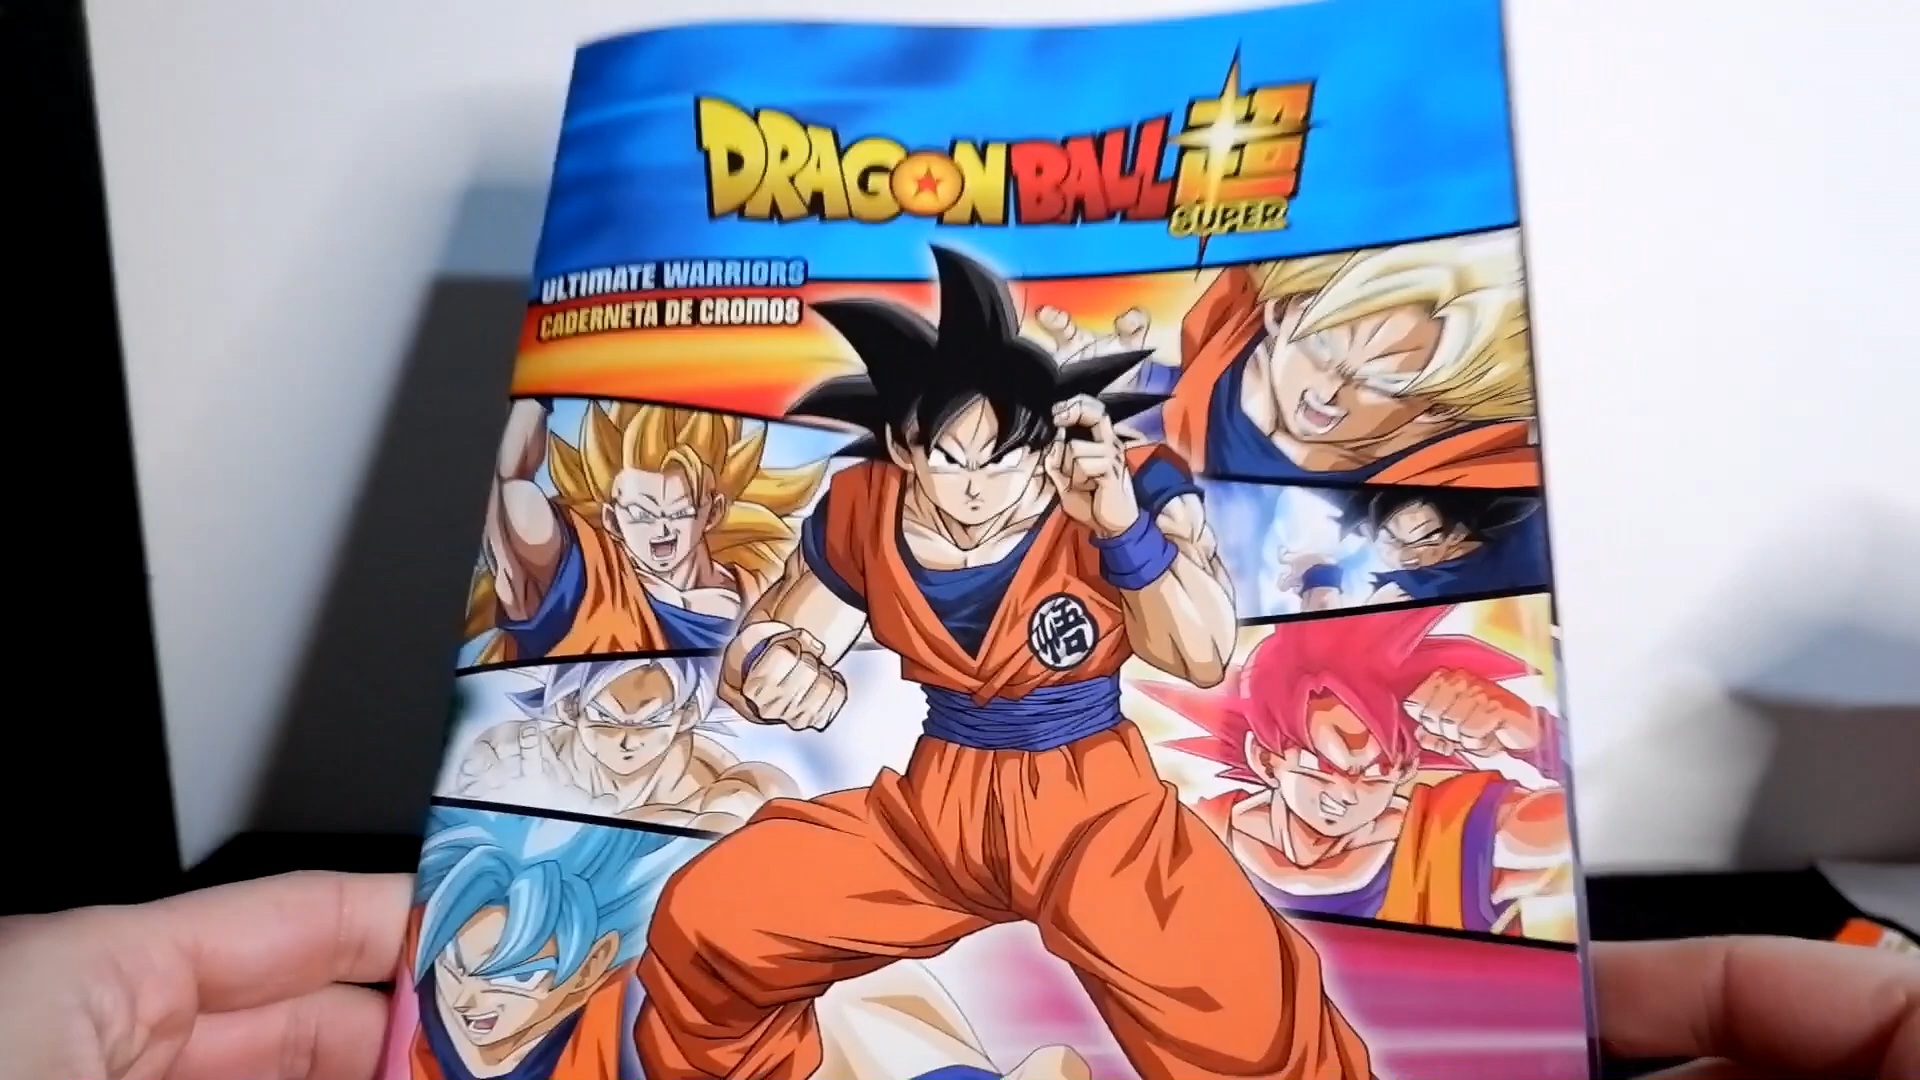 DRAGON BALL 超
SUPER
ULTIMATE WARRIORS
CADERNETA DE CROMOS
悟